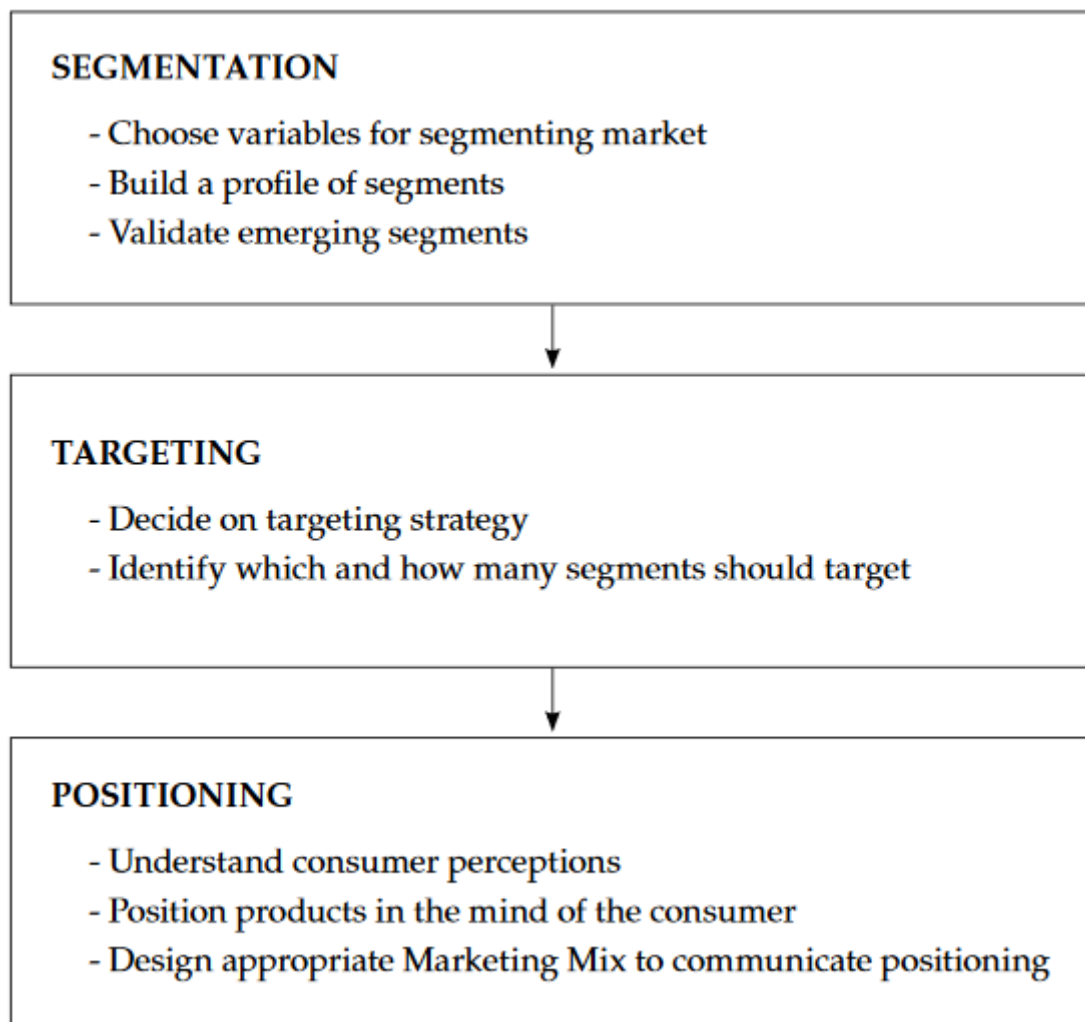 SEGMENTATION
- Choose variables for segmenting market
- Build a profile of segments
- Validate emerging segments
TARGETING
- Decide on targeting strategy
- Identify which and how many segments should target
POSITIONING
- Understand consumer perceptions
- Position products in the mind of the consumer
- Design appropriate Marketing Mix to communicate positioning